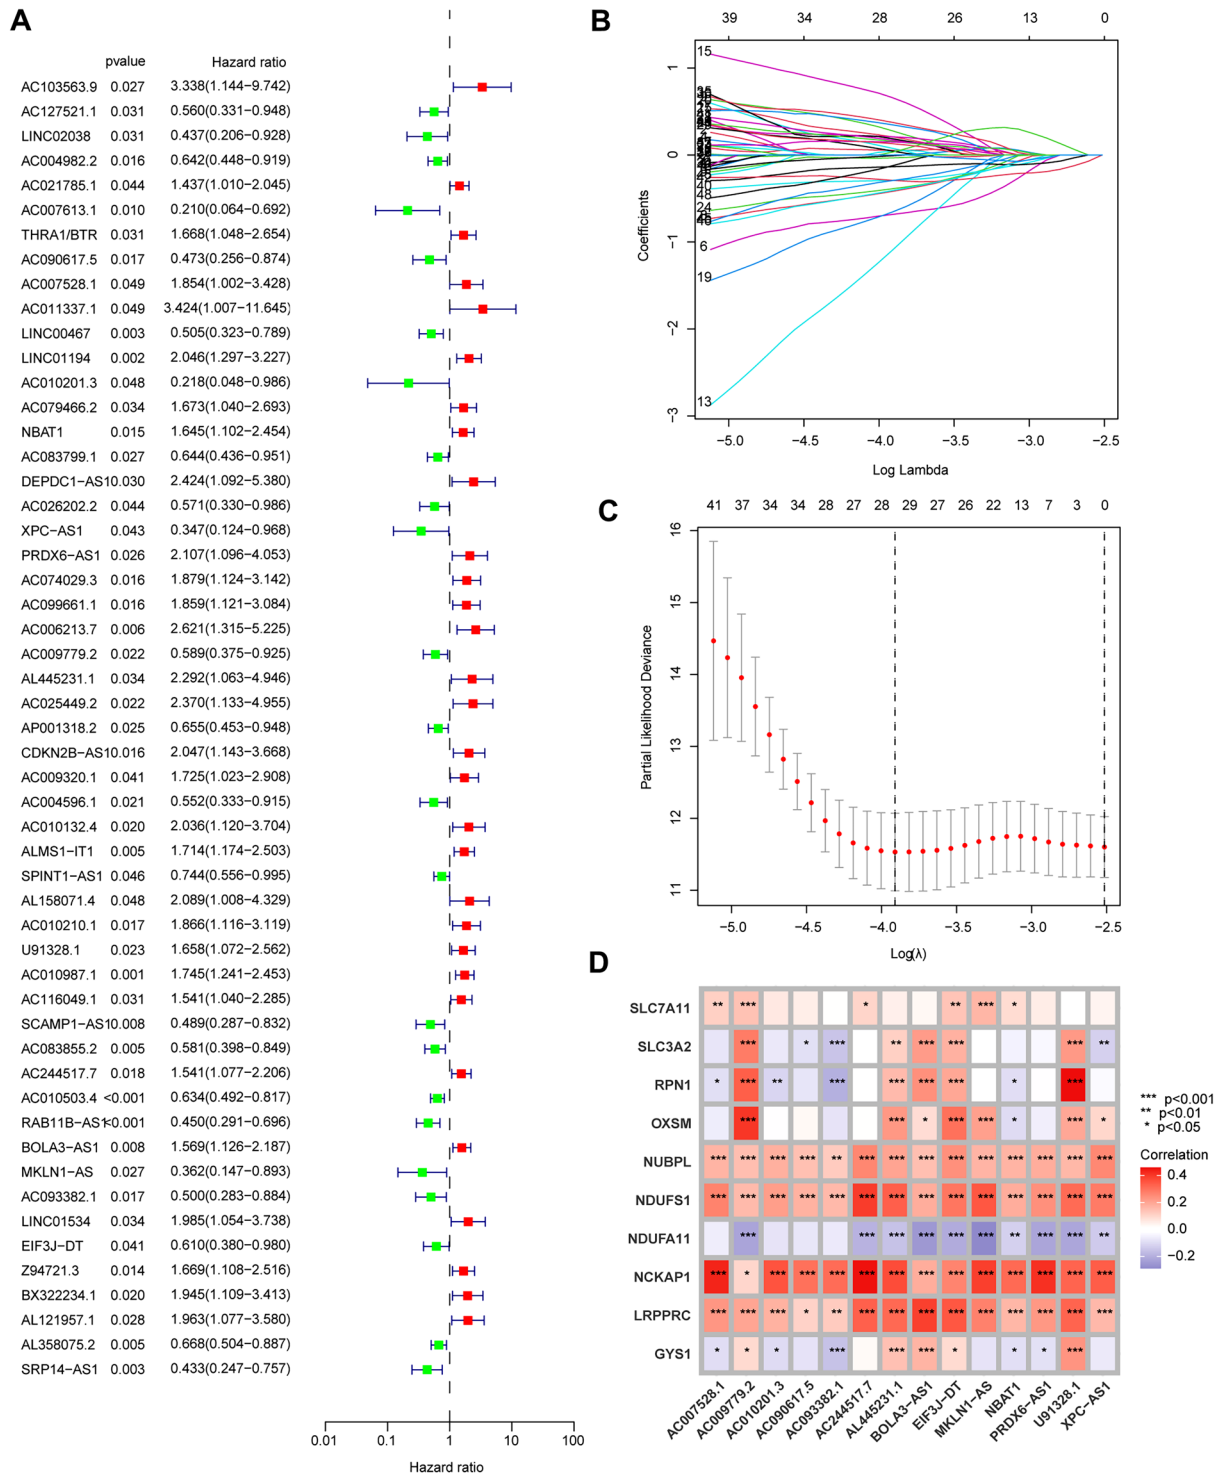 A
pvalue Hazard ratio
AC103563.9 0.027 3.338(1.144−9.742)
AC127521.1 0.031 0.560(0.331−0.948)
LINC02038 0.031 0.437(0.206−0.928)
AC004982.2 0.016 0.642(0.448−0.919)
AC021785.1 0.044 1.437(1.010−2.045)
AC007613.1 0.010 0.210(0.064−0.692)
THRA1/BTR 0.031 1.668(1.048−2.654)
AC090617.5 0.017 0.473(0.256−0.874)
AC007528.1 0.049 1.854(1.002−3.428)
AC011337.1 0.049 3.424(1.007−11.645)
LINC00467 0.003 0.505(0.323−0.789)
LINC01194 0.002 2.046(1.297−3.227)
AC010201.3 0.048 0.218(0.048−0.986)
AC079466.2 0.034 1.673(1.040−2.693)
NBAT1 0.015 1.645(1.102−2.454)
AC083799.1 0.027 0.644(0.436−0.951)
DEPDC1−AS1 0.030 2.424(1.092−5.380)
AC026202.2 0.044 0.571(0.330−0.986)
XPC−AS1 0.043 0.347(0.124−0.968)
PRDX6−AS1 0.026 2.107(1.096−4.053)
AC074029.3 0.016 1.879(1.124−3.142)
AC099661.1 0.016 1.859(1.121−3.084)
AC006213.7 0.006 2.621(1.315−5.225)
AC009779.2 0.022 0.589(0.375−0.925)
AL445231.1 0.034 2.292(1.063−4.946)
AC025449.2 0.022 2.370(1.133−4.955)
AP001318.2 0.025 0.655(0.453−0.948)
CDKN2B−AS1 0.016 2.047(1.143−3.668)
AC009320.1 0.041 1.725(1.023−2.908)
AC004596.1 0.021 0.552(0.333−0.915)
AC010132.4 0.020 2.036(1.120−3.704)
ALMS1−IT1 0.005 1.714(1.174−2.503)
SPINT1−AS1 0.046 0.744(0.556−0.995)
AL158071.4 0.048 2.089(1.008−4.329)
AC010210.1 0.017 1.866(1.116−3.119)
U91328.1 0.023 1.658(1.072−2.562)
AC010987.1 0.001 1.745(1.241−2.453)
AC116049.1 0.031 1.541(1.040−2.285)
SCAMP1−AS1 0.008 0.489(0.287−0.832)
AC083855.2 0.005 0.581(0.398−0.849)
AC244517.7 0.018 1.541(1.077−2.206)
AC010503.4 <0.001 0.634(0.492−0.817)
RAB11B−AS1 <0.001 0.450(0.291−0.696)
BOLA3−AS1 0.008 1.569(1.126−2.187)
MKLN1−AS 0.027 0.362(0.147−0.893)
AC093382.1 0.017 0.500(0.283−0.884)
LINC01534 0.034 1.985(1.054−3.738)
EIF3J−DT 0.041 0.610(0.380−0.980)
Z94721.3 0.014 1.669(1.108−2.516)
BX322234.1 0.020 1.945(1.109−3.413)
AL121957.1 0.028 1.963(1.077−3.580)
AL358075.2 0.005 0.668(0.504−0.887)
SRP14−AS1 0.003 0.433(0.247−0.757)
0.01 0.1 1 10 100
Hazard ratio
B
39 34 28 26 13 0
1
0
−1
−2
−3
Coefficients
15
40
48
24
6
19
13
−5.0 −4.5 −4.0 −3.5 −3.0 −2.5
Log Lambda
C
41 37 34 34 28 27 28 29 27 26 22 13 7 3 0
16
15
14
13
12
11
Partial Likelihood Deviance
−5.0 −4.5 −4.0 −3.5 −3.0 −2.5
Log(λ)
D
SLC7A11 ** *** * ** *** *
SLC3A2 *** * *** ** *** *** *** **
RPN1 * *** ** *** *** *** *** * ***
OXSM *** *** * *** *** * *** *
NUBPL *** *** *** *** ** *** *** *** *** *** *** *** *** ***
NDUFS1 *** *** *** *** *** *** *** *** *** *** *** *** *** ***
NDUFA11 *** *** *** *** *** *** ** *** *** **
NCKAP1 *** * *** *** *** *** *** *** *** *** *** *** *** ***
LRPPRC *** *** *** * ** *** *** *** *** *** *** *** *** ***
GYS1 * * * *** *** *** * * * ***
AC007528.1 AC009779.2 AC010201.3 AC090617.5 AC093382.1 AC244517.7 AL445231.1 BOLA3−AS1 EIF3J−DT MKLN1−AS NBAT1 PRDX6−AS1 U91328.1 XPC−AS1
*** p<0.001
** p<0.01
* p<0.05
Correlation
0.4
0.2
0.0
−0.2